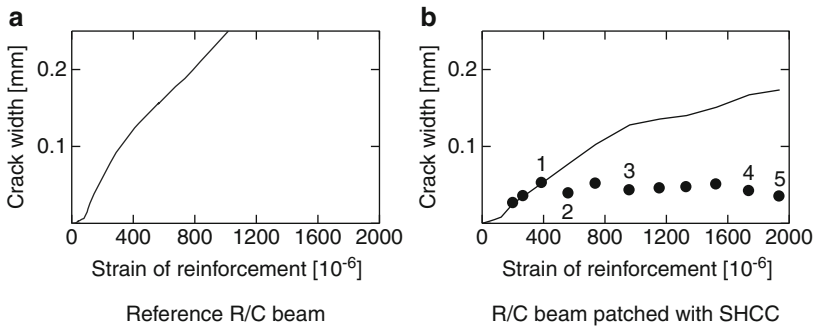 a
Crack width [mm]
0.2
0.1
0 400 800 1200 1600 2000
Strain of reinforcement [10-6]
Reference R/C beam
b
Crack width [mm]
0.2
0.1
1
2
3
4
5
0 400 800 1200 1600 2000
Strain of reinforcement [10-6]
R/C beam patched with SHCC